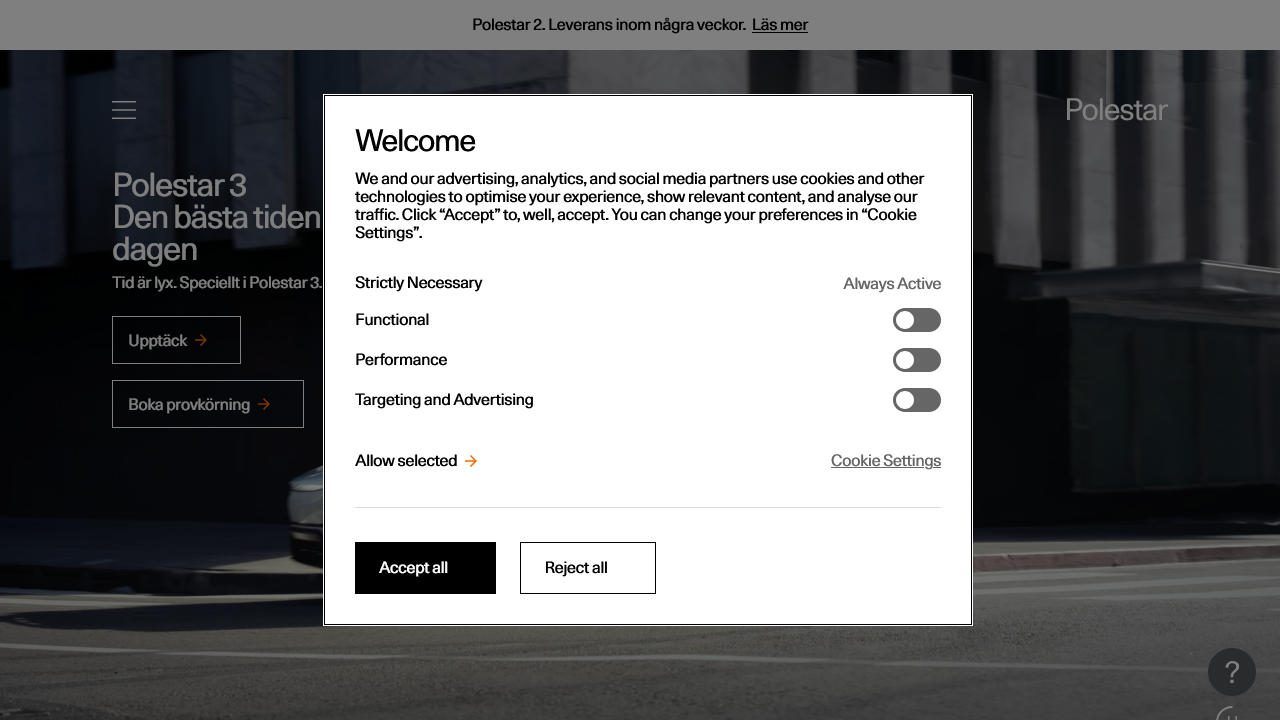 Polestar 2. Leverans inom några veckor. Läs mer
Polestar
Polestar 3
Den bästa tiden
dagen
Tid är lyx. Speciellt i Polestar 3.
Upptäck
Boka provkörning
Welcome
We and our advertising, analytics, and social media partners use cookies and other
technologies to optimise your experience, show relevant content, and analyse our
traffic. Click “Accept” to, well, accept. You can change your preferences in “Cookie
Settings”.
Strictly Necessary Always Active
Functional
Performance
Targeting and Advertising
Allow selected Cookie Settings
Accept all Reject all
?